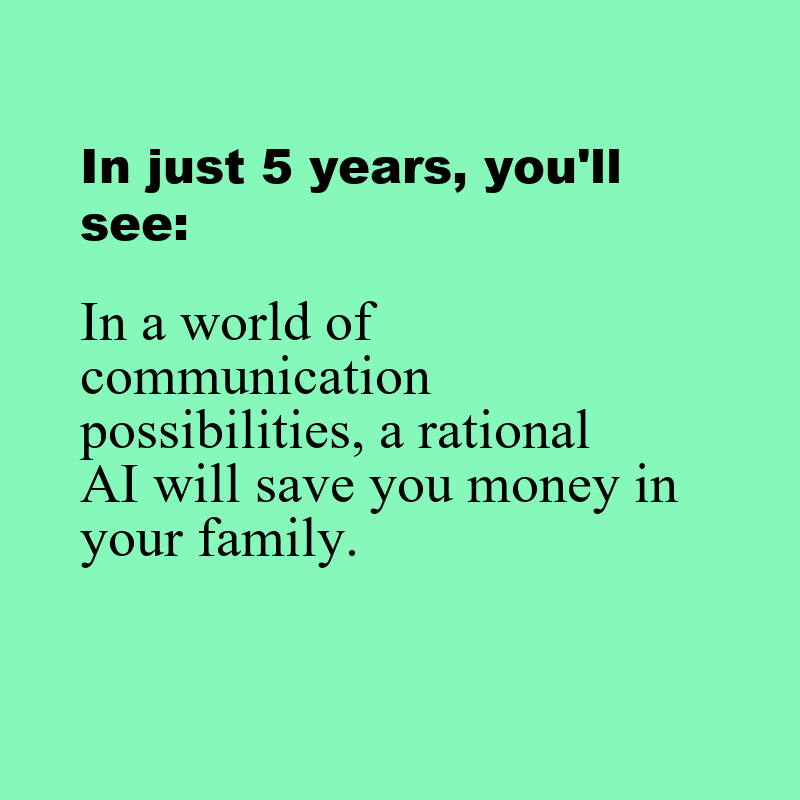 In just 5 years, you'll
see:
In a world of
communication
possibilities, a rational
AI will save you money in
your family.